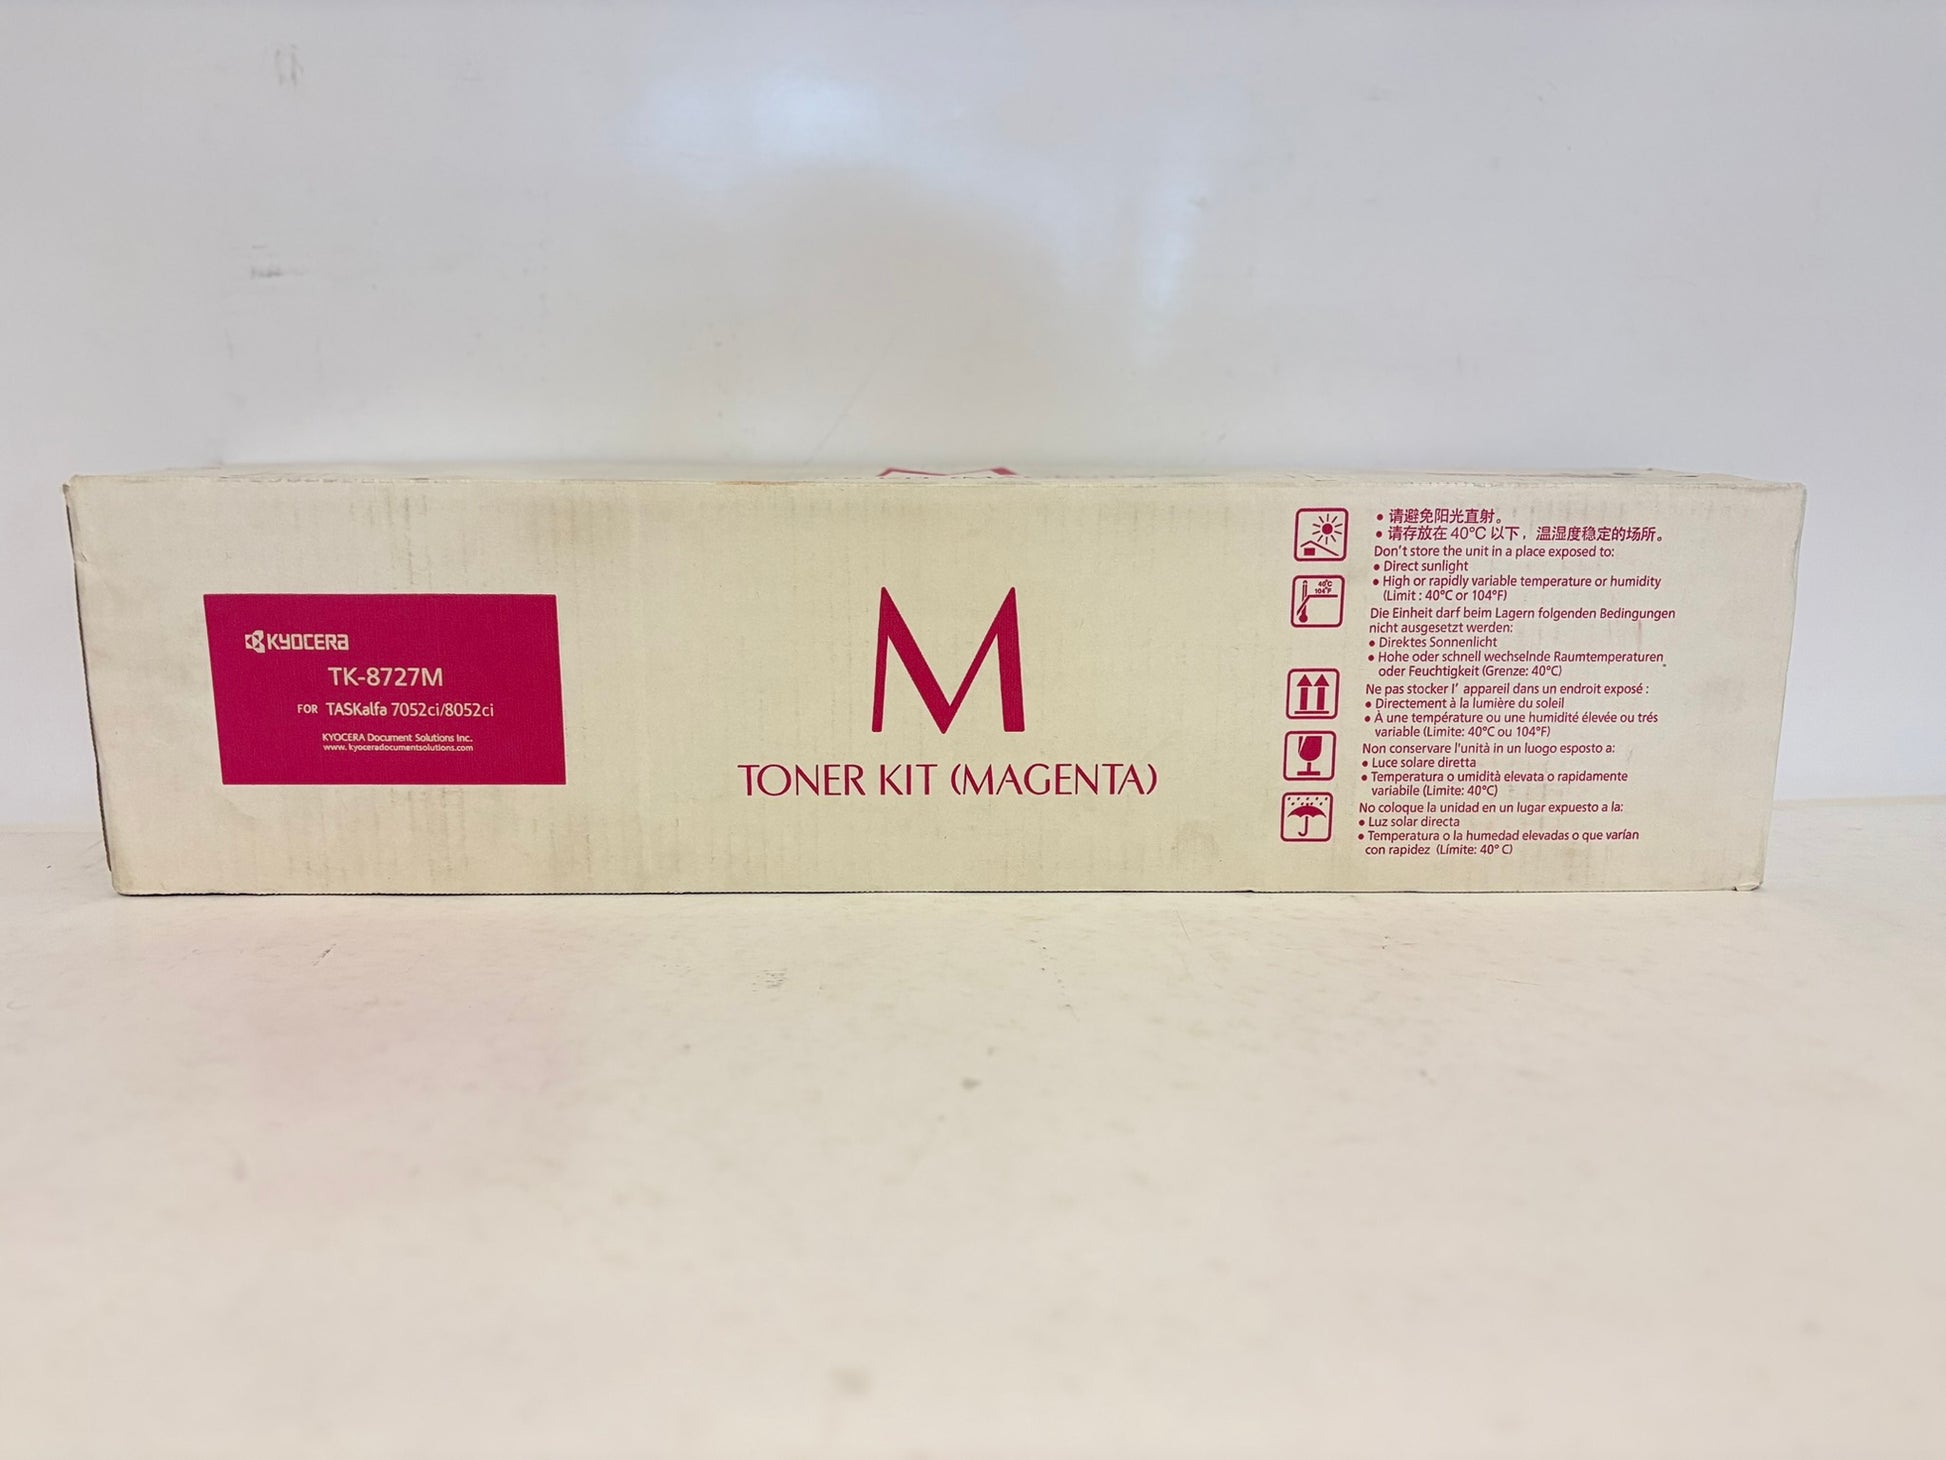 KYOCERA
TK-8727M
FOR TASKalfa 7052ci/8052ci
KYOCERA Document Solutions Inc.
www. kyoceradocumentsolutions.com
M
TONER KIT (MAGENTA)
40°C
104°F
• 请避免阳光直射。
• 请存放在 40°C 以下，温湿度稳定的场所。
Don't store the unit in a place exposed to:
• Direct sunlight
• High or rapidly variable temperature or humidity
(Limit : 40°C or 104°F)
Die Einheit darf beim Lagern folgenden Bedingungen
nicht ausgesetzt werden:
• Direktes Sonnenlicht
• Hohe oder schnell wechselnde Raumtemperaturen
oder Feuchtigkeit (Grenze: 40°C)
Ne pas stocker l' appareil dans un endroit exposé :
• Directement à la lumière du soleil
• À une température ou une humidité élevée ou trés
variable (Limite: 40°C ou 104°F)
Non conservare l'unità in un luogo esposto a:
• Luce solare diretta
• Temperatura o umidità elevata o rapidamente
variabile (Limite: 40°C)
No coloque la unidad en un lugar expuesto a la:
• Luz solar directa
• Temperatura o la humedad elevadas o que varían
con rapidez (Límite: 40° C)